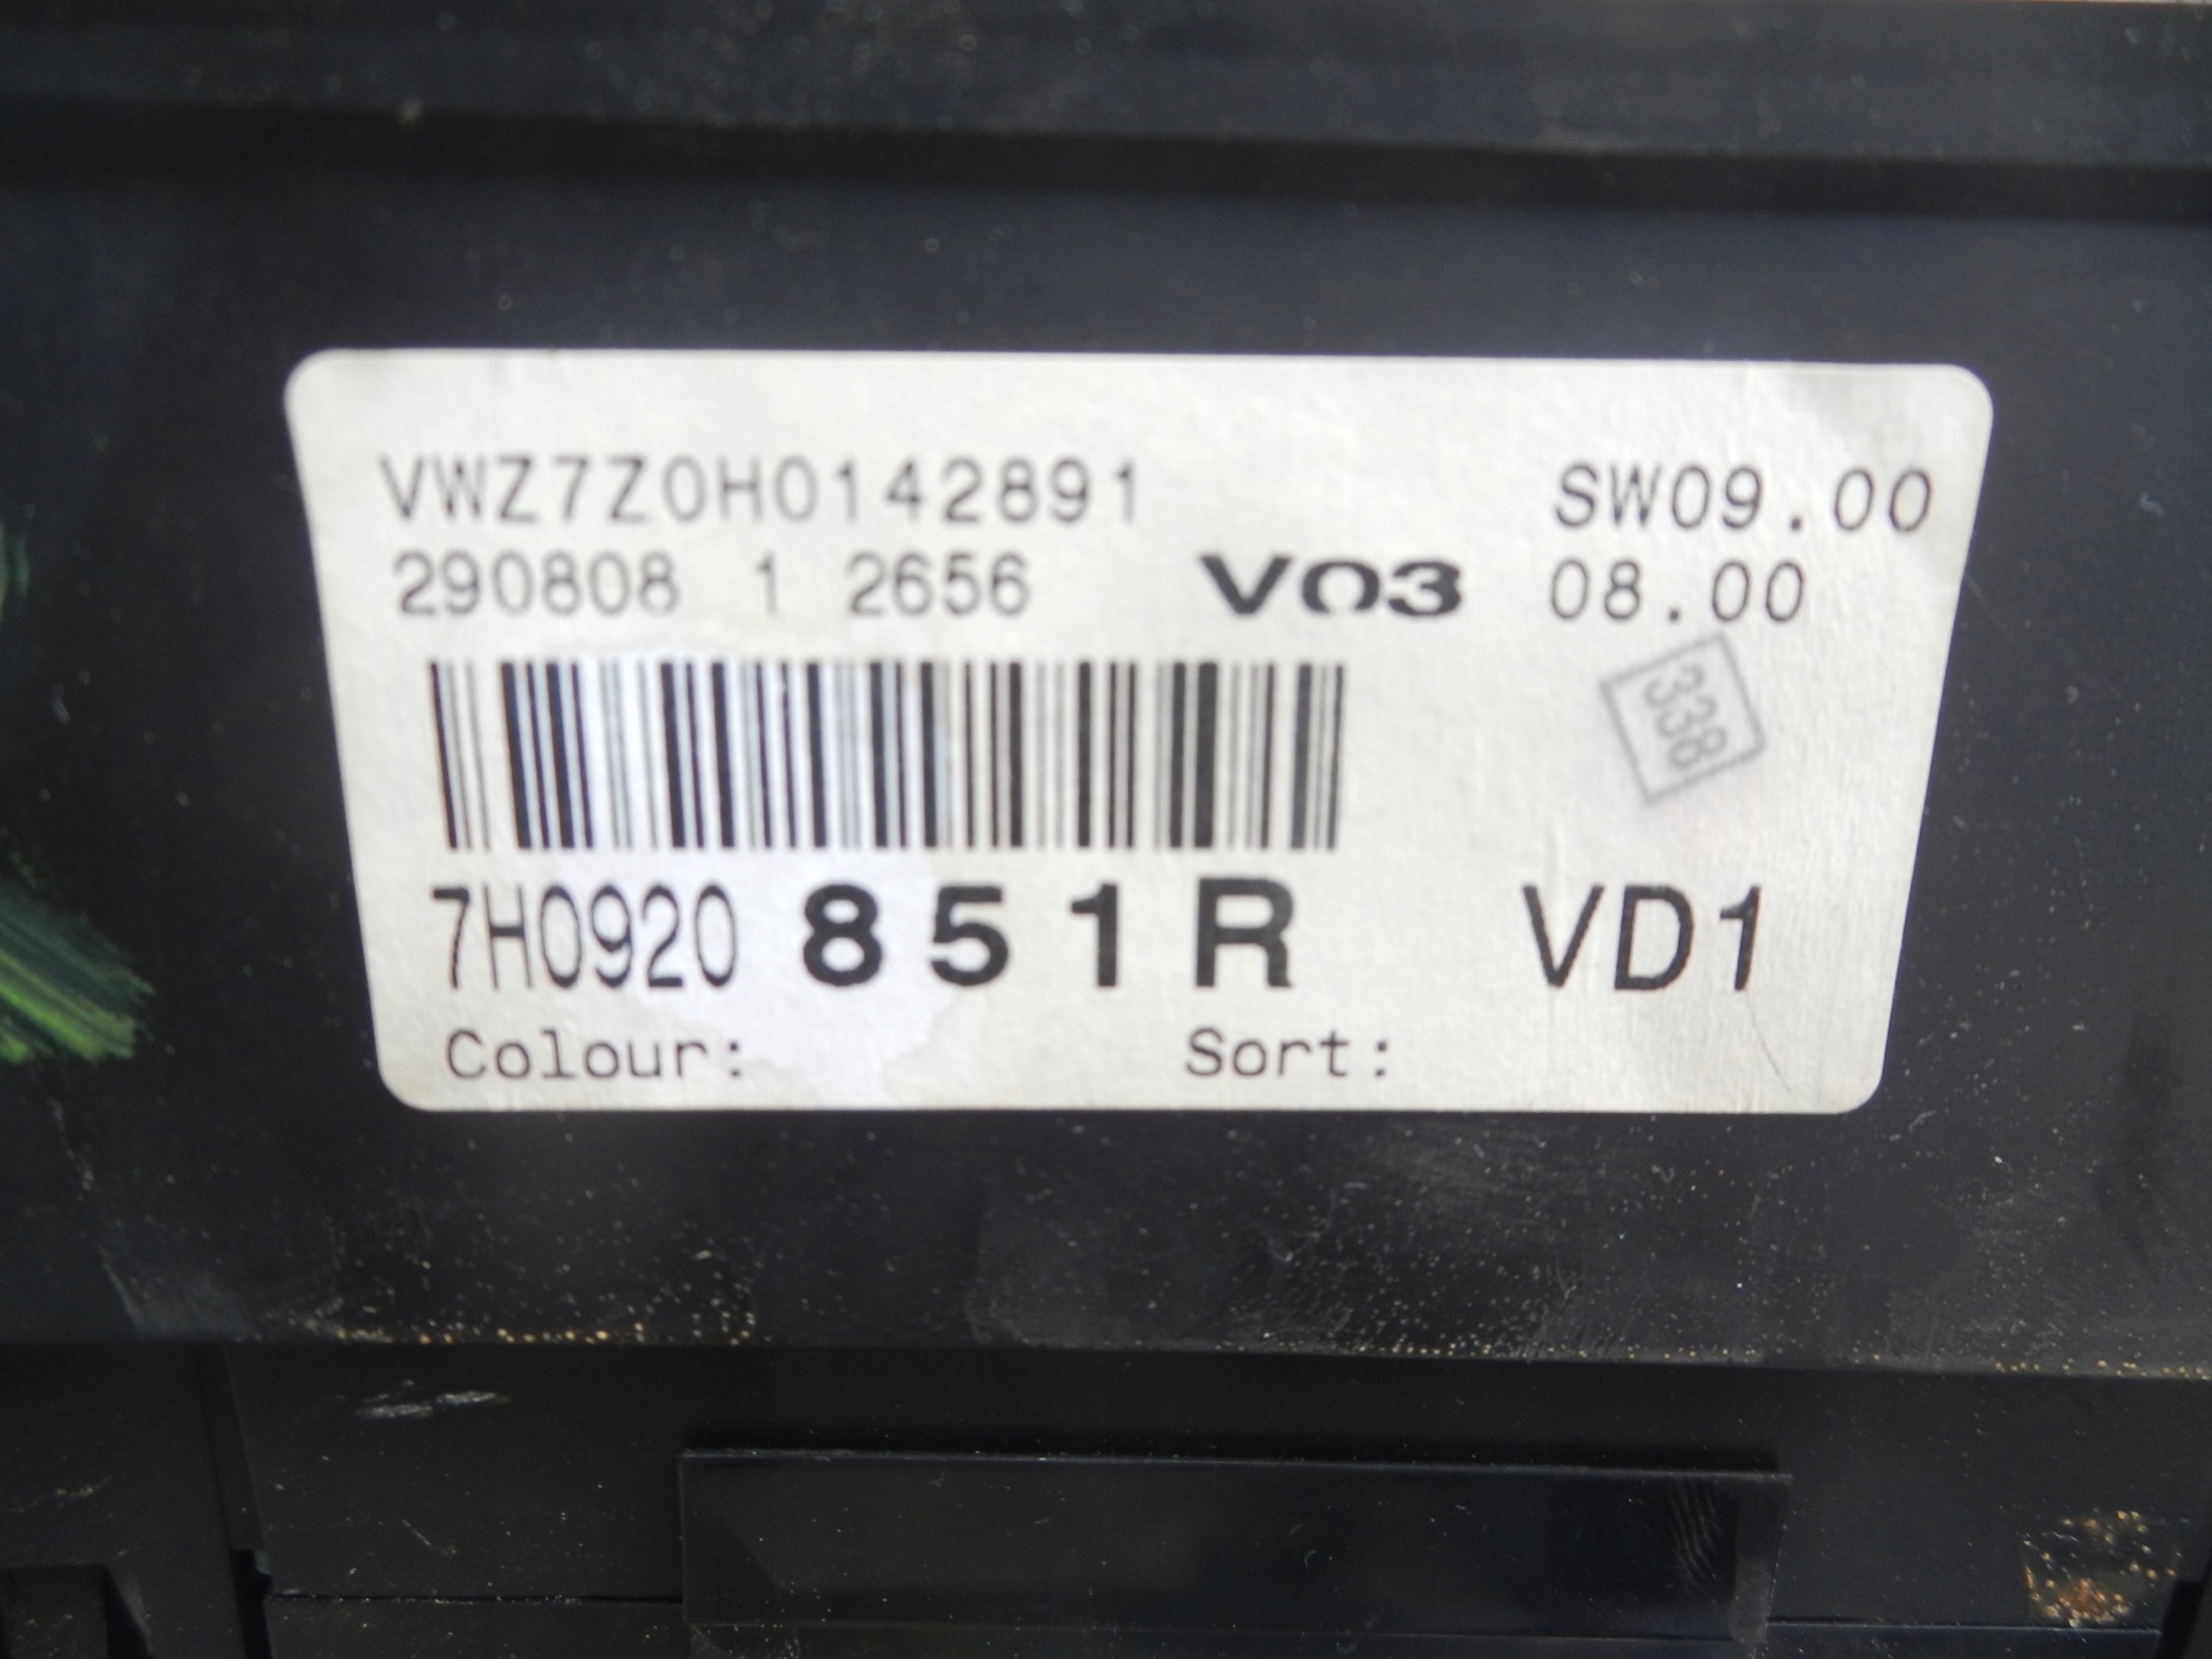 VWZ7Z0H0142891 SW09.00
290808 1 2656 V03 08.00
338
7H0920 851R VD1
Colour: Sort: